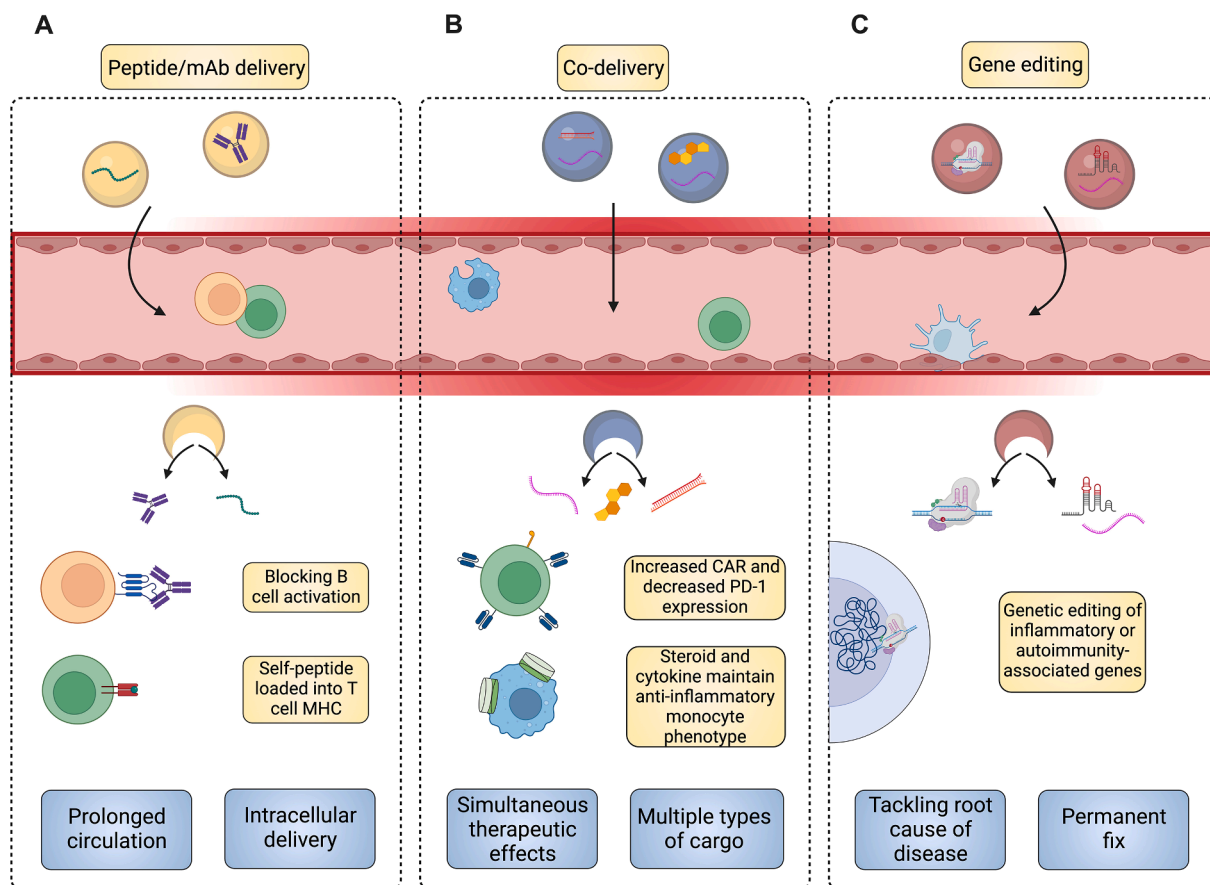 A
Peptide/mAb delivery
Blocking B
cell activation
Self-peptide
loaded into T
cell MHC
Prolonged
circulation
Intracellular
delivery
B
Co-delivery
Increased CAR and
decreased PD-1
expression
Steroid and
cytokine maintain
anti-inflammatory
monocyte
phenotype
Simultaneous
therapeutic
effects
Multiple types
of cargo
C
Gene editing
Genetic editing of
inflammatory or
autoimmunity-
associated genes
Tackling root
cause of
disease
Permanent
fix